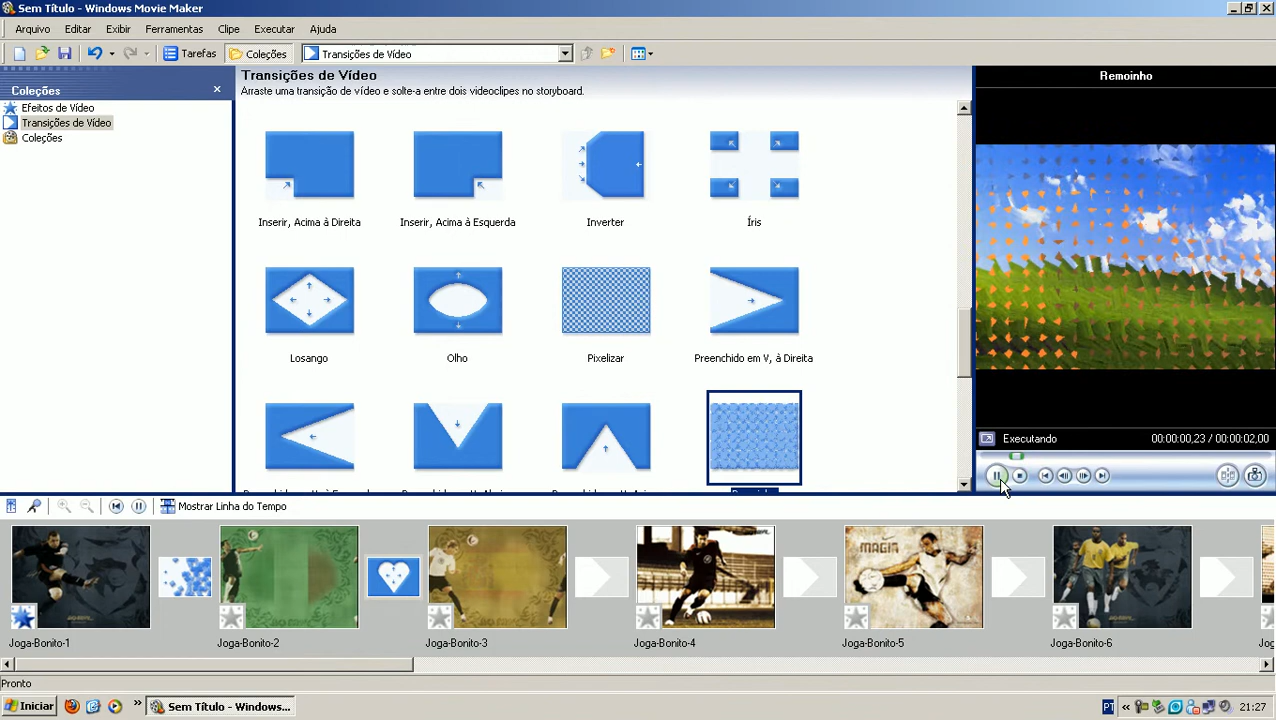 Sem Título - Windows Movie Maker
Arquivo Editar Exibir Ferramentas Clipe Executar Ajuda
Tarefas Coleções Transições de Vídeo
Coleções
Efeitos de Vídeo
Transições de Vídeo
Coleções
Transições de Vídeo
Arraste uma transição de vídeo e solte-a entre dois videoclipes no storyboard.
Inserir, Acima à Direita Inserir, Acima à Esquerda Inverter Íris
Losango Olho Pixelizar Preenchido em V, à Direita
Remoinho
Executando 00:00:00,23 / 00:00:02,00
Mostrar Linha do Tempo
MAGIA
Joga-Bonito-1 Joga-Bonito-2 Joga-Bonito-3 Joga-Bonito-4 Joga-Bonito-5 Joga-Bonito-6
Pronto
Iniciar Sem Título - Windows... PT 21:27